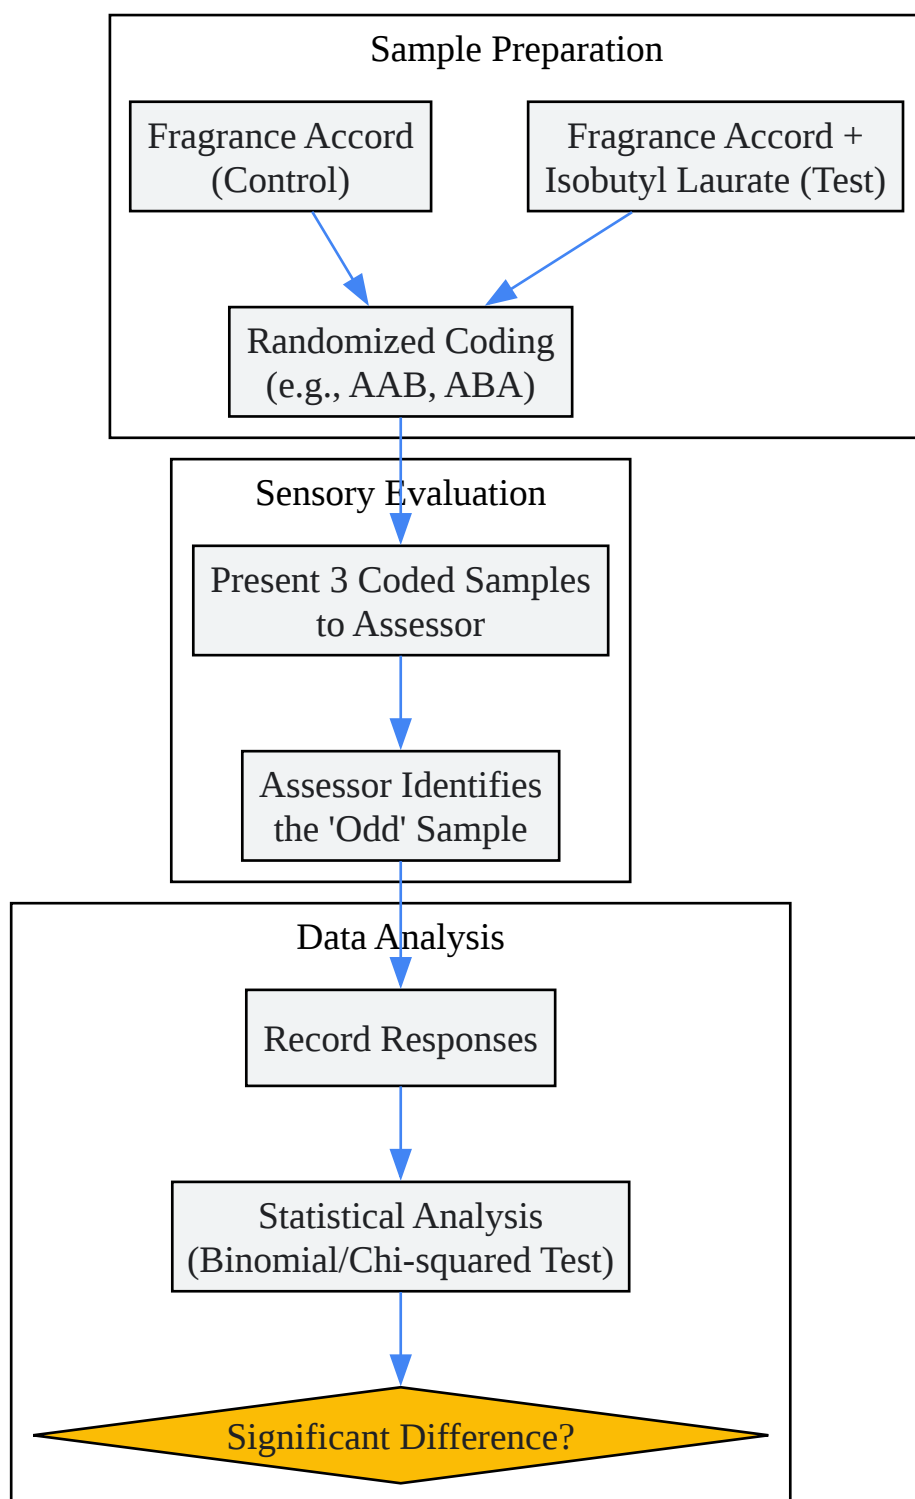 Sample Preparation
Fragrance Accord
(Control)
Fragrance Accord +
Isobutyl Laurate (Test)
Randomized Coding
(e.g., AAB, ABA)
Sensory Evaluation
Present 3 Coded Samples
to Assessor
Assessor Identifies
the 'Odd' Sample
Data Analysis
Record Responses
Statistical Analysis
(Binomial/Chi-squared Test)
Significant Difference?